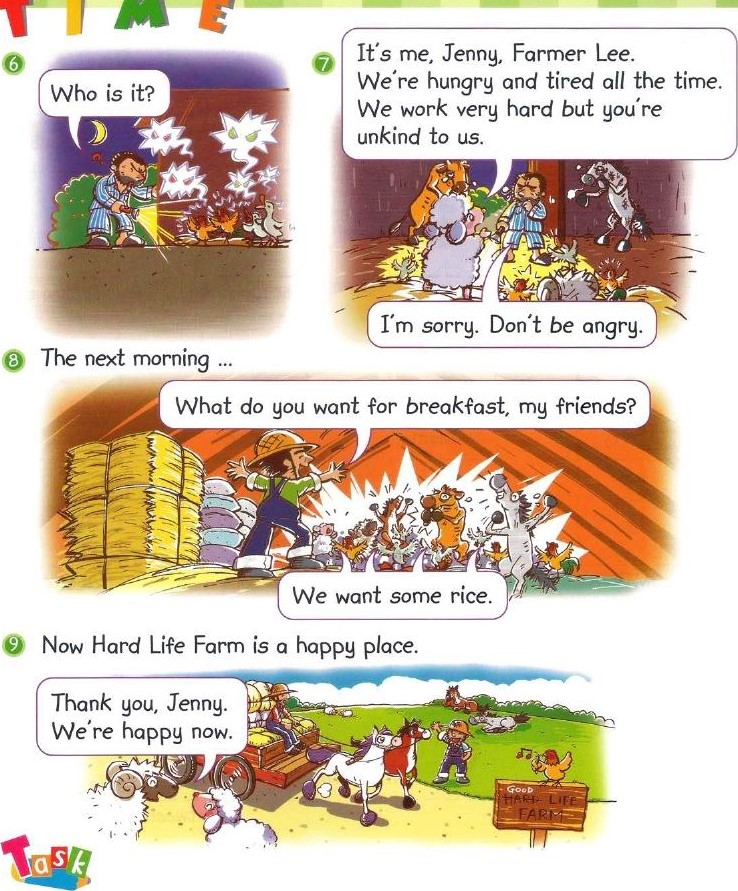 TIME
6
Who is it?
7
It's me, Jenny, Farmer Lee.
We're hungry and tired all the time.
We work very hard but you're
unkind to us.
I'm sorry. Don't be angry.
8 The next morning ...
What do you want for breakfast, my friends?
We want some rice.
9 Now Hard Life Farm is a happy place.
Thank you, Jenny.
We're happy now.
GOOD
HARD LIFE
FARM
Task